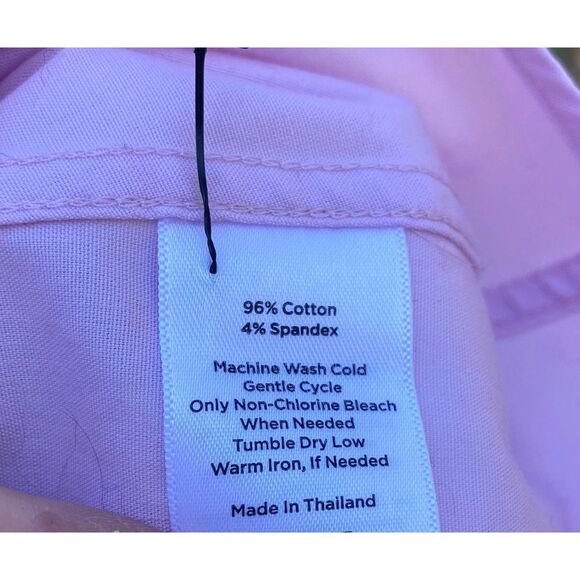 96% Cotton
4% Spandex
Machine Wash Cold
Gentle Cycle
Only Non-Chlorine Bleach
When Needed
Tumble Dry Low
Warm Iron, If Needed
Made In Thailand